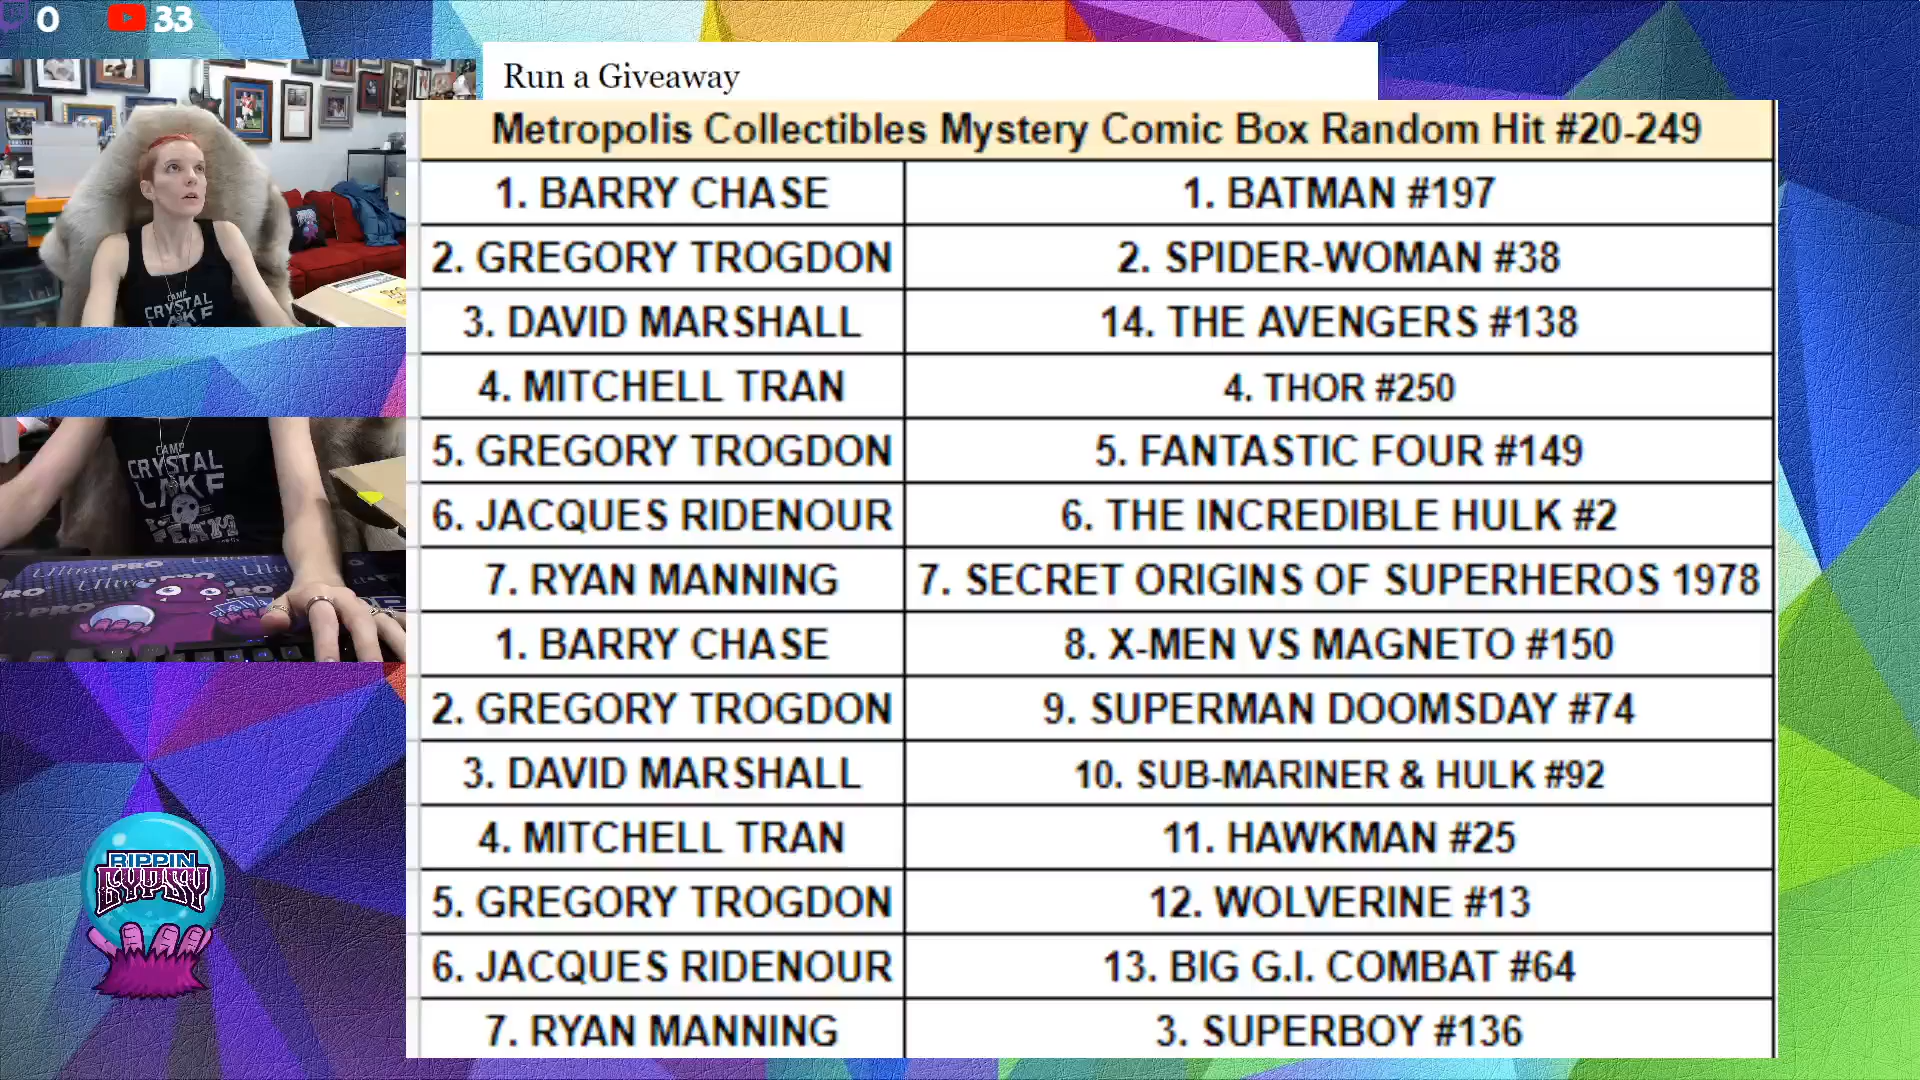 0 33
Run a Giveaway
Metropolis Collectibles Mystery Comic Box Random Hit #20-249
1. BARRY CHASE 1. BATMAN #197
2. GREGORY TROGDON 2. SPIDER-WOMAN #38
3. DAVID MARSHALL 14. THE AVENGERS #138
4. MITCHELL TRAN 4. THOR #250
5. GREGORY TROGDON 5. FANTASTIC FOUR #149
6. JACQUES RIDENOUR 6. THE INCREDIBLE HULK #2
7. RYAN MANNING 7. SECRET ORIGINS OF SUPERHEROS 1978
1. BARRY CHASE 8. X-MEN VS MAGNETO #150
2. GREGORY TROGDON 9. SUPERMAN DOOMSDAY #74
3. DAVID MARSHALL 10. SUB-MARINER & HULK #92
4. MITCHELL TRAN 11. HAWKMAN #25
5. GREGORY TROGDON 12. WOLVERINE #13
6. JACQUES RIDENOUR 13. BIG G.I. COMBAT #64
7. RYAN MANNING 3. SUPERBOY #136
CAMP
CRYSTAL
LAKE
CAMP
CRYSTAL
LAKE
Ultra PRO
RIPPIN
GYPSY